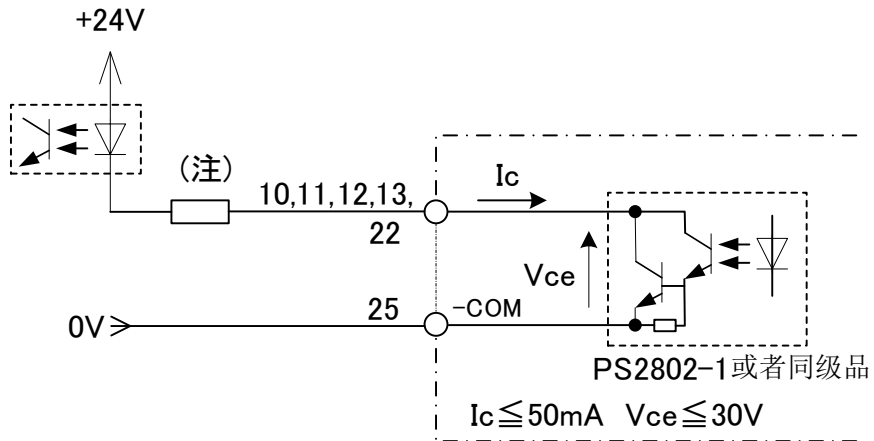 +24V
(注)
10,11,12,13,
22
Ic
Vce
25
-COM
0V
PS2802-1或者同级品
Ic≦50mA Vce≦30V